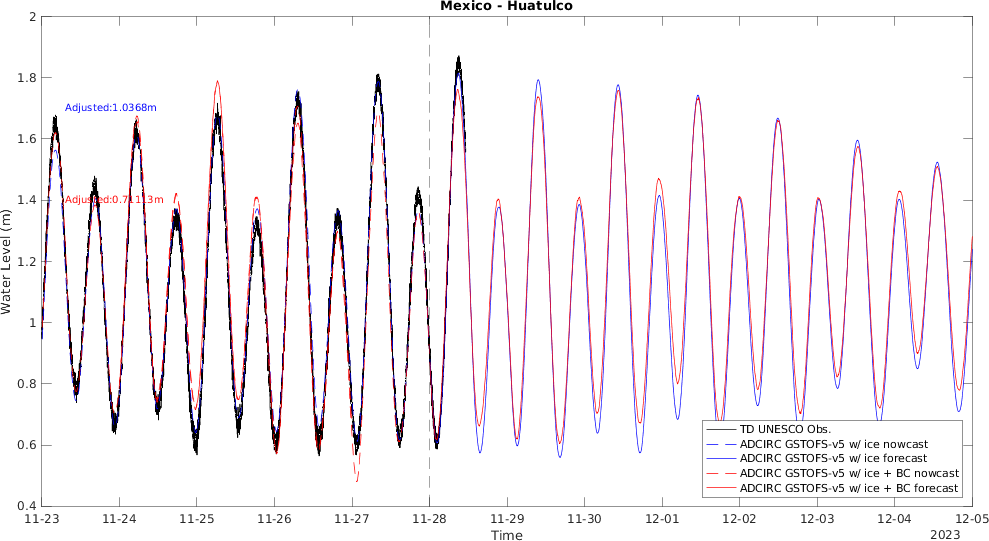 Mexico - Huatulco
2
1.8
1.6
1.4
1.2
1
0.8
0.6
0.4
Water Level (m)
Adjusted:1.0368m
Adjusted:0.71113m
TD UNESCO Obs.
ADCIRC GSTOFS-v5 w/ ice nowcast
ADCIRC GSTOFS-v5 w/ ice forecast
ADCIRC GSTOFS-v5 w/ ice + BC nowcast
ADCIRC GSTOFS-v5 w/ ice + BC forecast
11-23 11-24 11-25 11-26 11-27 11-28 11-29 11-30 12-01 12-02 12-03 12-04 12-05
Time
2023